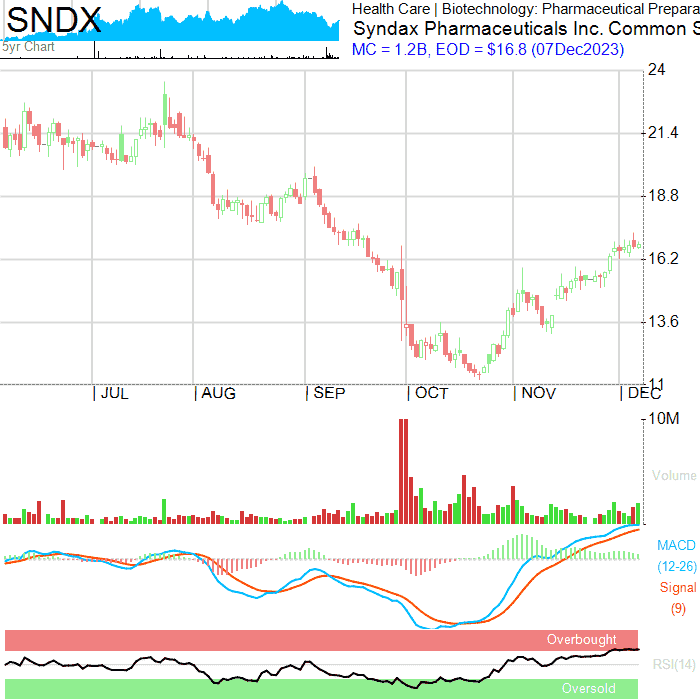 SNDX
5yr Chart
Health Care | Biotechnology: Pharmaceutical Prepara
Syndax Pharmaceuticals Inc. Common S
MC = 1.2B, EOD = $16.8 (07Dec2023)
24
21.4
18.8
16.2
13.6
11
JUL AUG SEP OCT NOV DEC
10M
Volume
MACD
(12-26)
Signal
(9)
Overbought
RSI(14)
Oversold